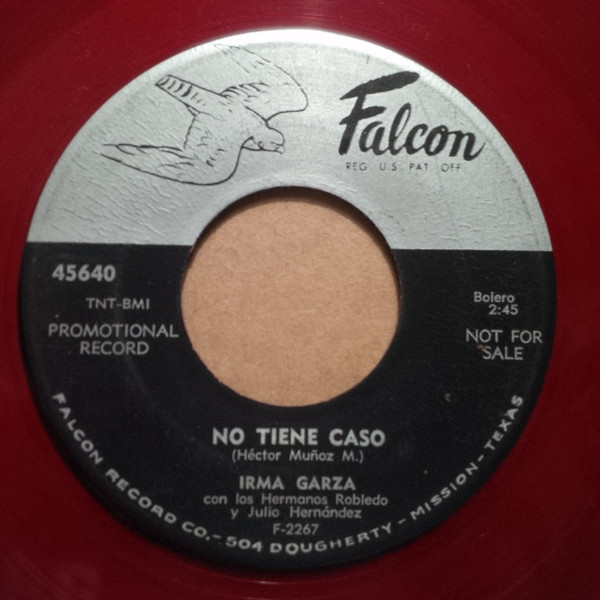 Falcon
REG U.S. PAT OFF
45640
TNT-BMI
PROMOTIONAL
RECORD
Bolero
2:45
NOT FOR
SALE
NO TIENE CASO
(Héctor Muñoz M.)
IRMA GARZA
con los Hermanos Robledo
y Julio Hernández
F-2267
FALCON RECORD CO.-504 DOUGHERTY-MISSION-TEXAS